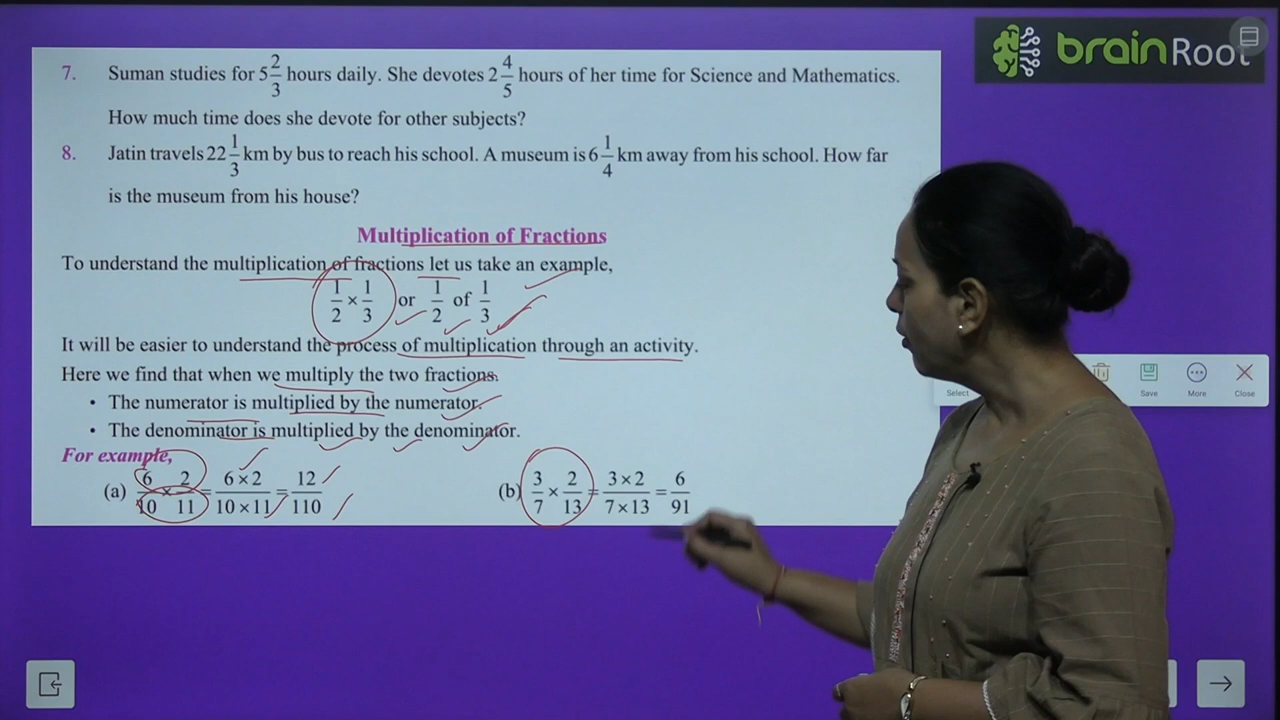 brainRoot
7. Suman studies for 5 2/3 hours daily. She devotes 2 4/5 hours of her time for Science and Mathematics.
How much time does she devote for other subjects?
8. Jatin travels 22 1/3 km by bus to reach his school. A museum is 6 1/4 km away from his school. How far
is the museum from his house?
Multiplication of Fractions
To understand the multiplication of fractions let us take an example,
1/2 × 1/3 or 1/2 of 1/3
It will be easier to understand the process of multiplication through an activity.
Here we find that when we multiply the two fractions.
• The numerator is multiplied by the numerator.
• The denominator is multiplied by the denominator.
For example,
(a) 6/10 × 2/11 = 6 × 2/10 × 11 = 12/110 (b) 3/7 × 2/13 = 3 × 2/7 × 13 = 6/91
Select Save More Close